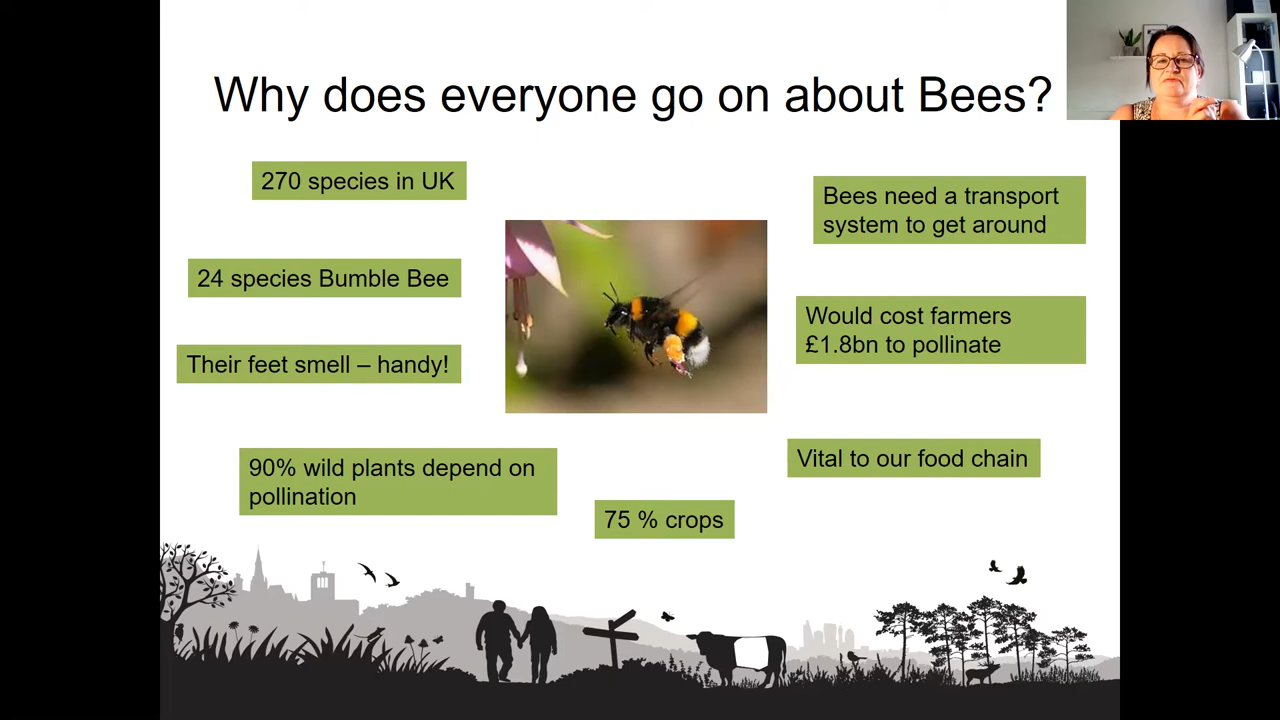 Why does everyone go on about Bees?
270 species in UK
24 species Bumble Bee
Their feet smell – handy!
90% wild plants depend on
pollination
75 % crops
Bees need a transport
system to get around
Would cost farmers
£1.8bn to pollinate
Vital to our food chain